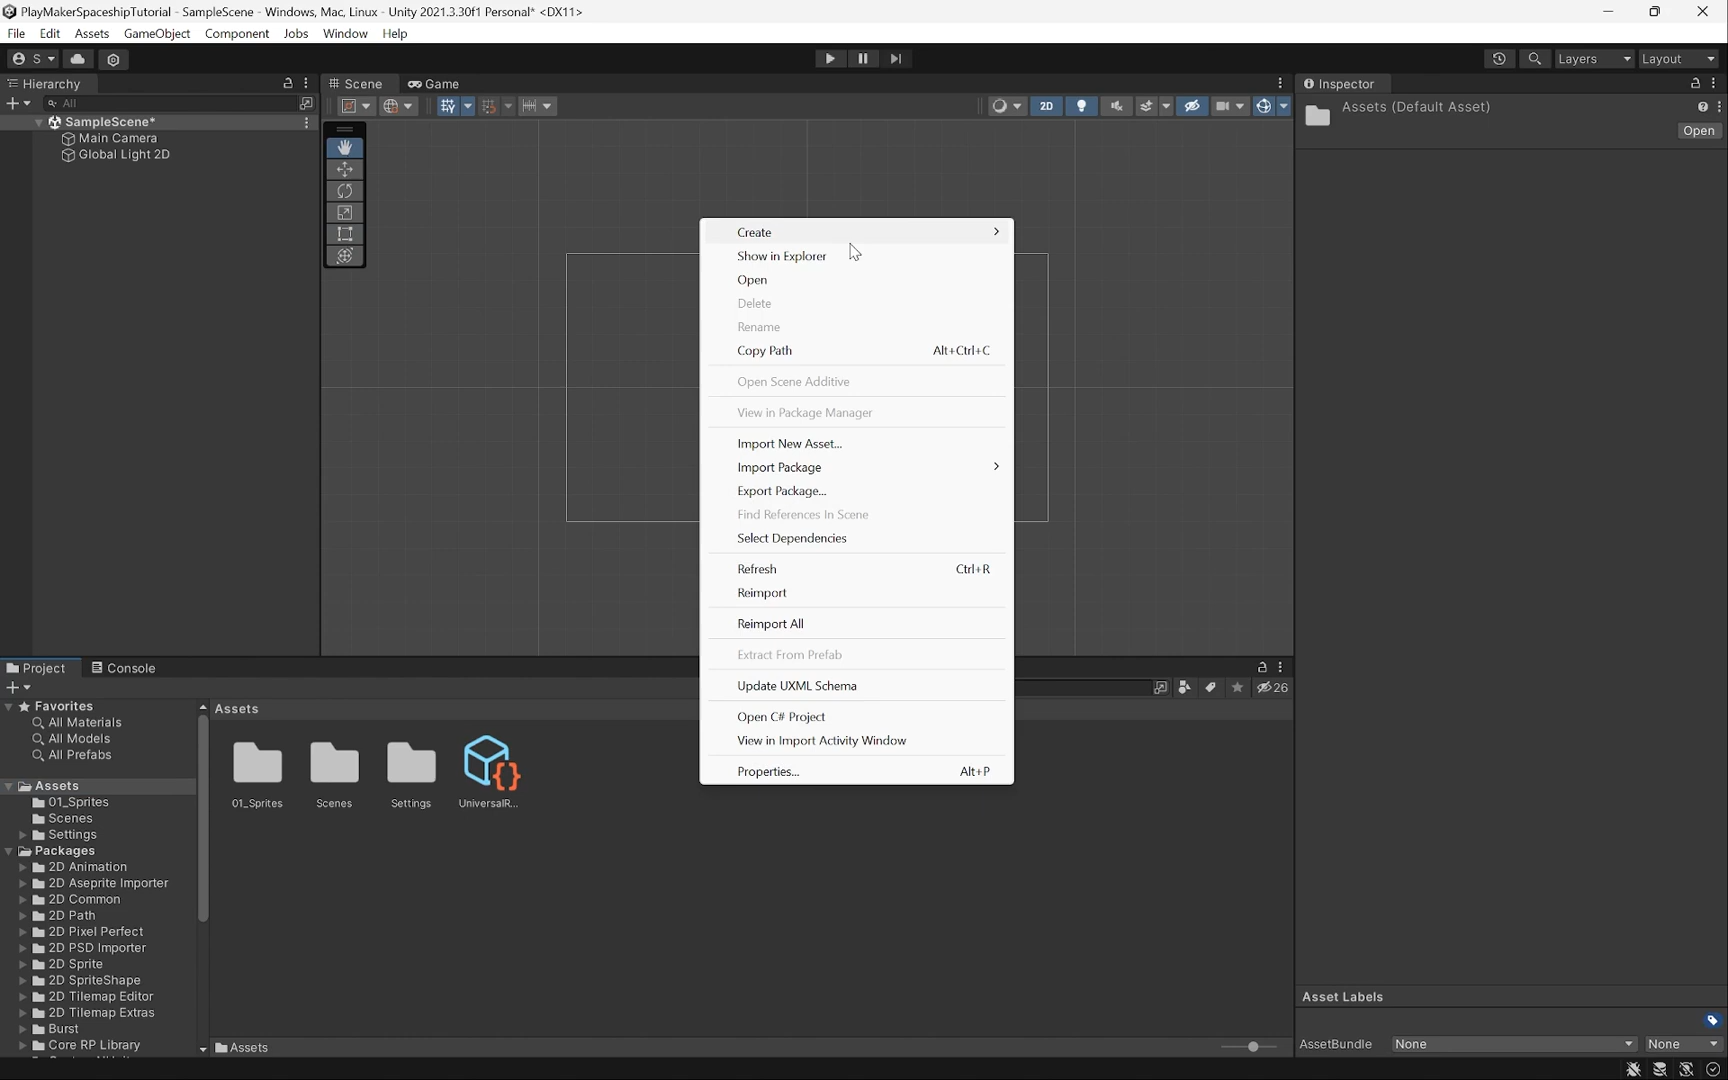 PlayMakerSpaceshipTutorial - SampleScene - Windows, Mac, Linux - Unity 2021.3.30f1 Personal* <DX11>
File Edit Assets GameObject Component Jobs Window Help
S Layers Layout
Hierarchy Scene Game Inspector
All 2D Assets (Default Asset)
Open
SampleScene*
Main Camera
Global Light 2D
Create
Show in Explorer
Open
Delete
Rename
Copy Path Alt+Ctrl+C
Open Scene Additive
View in Package Manager
Import New Asset...
Import Package
Export Package...
Find References In Scene
Select Dependencies
Refresh Ctrl+R
Reimport
Reimport All
Extract From Prefab
Update UXML Schema
Open C# Project
View in Import Activity Window
Properties... Alt+P
Project Console
26
Favorites
All Materials
All Models
All Prefabs
Assets
01_Sprites
Scenes
Settings
Packages
2D Animation
2D Aseprite Importer
2D Common
2D Path
2D Pixel Perfect
2D PSD Importer
2D Sprite
2D SpriteShape
2D Tilemap Editor
2D Tilemap Extras
Burst
Core RP Library
Assets
01_Sprites Scenes Settings UniversalR...
Assets
Asset Labels
AssetBundle None None